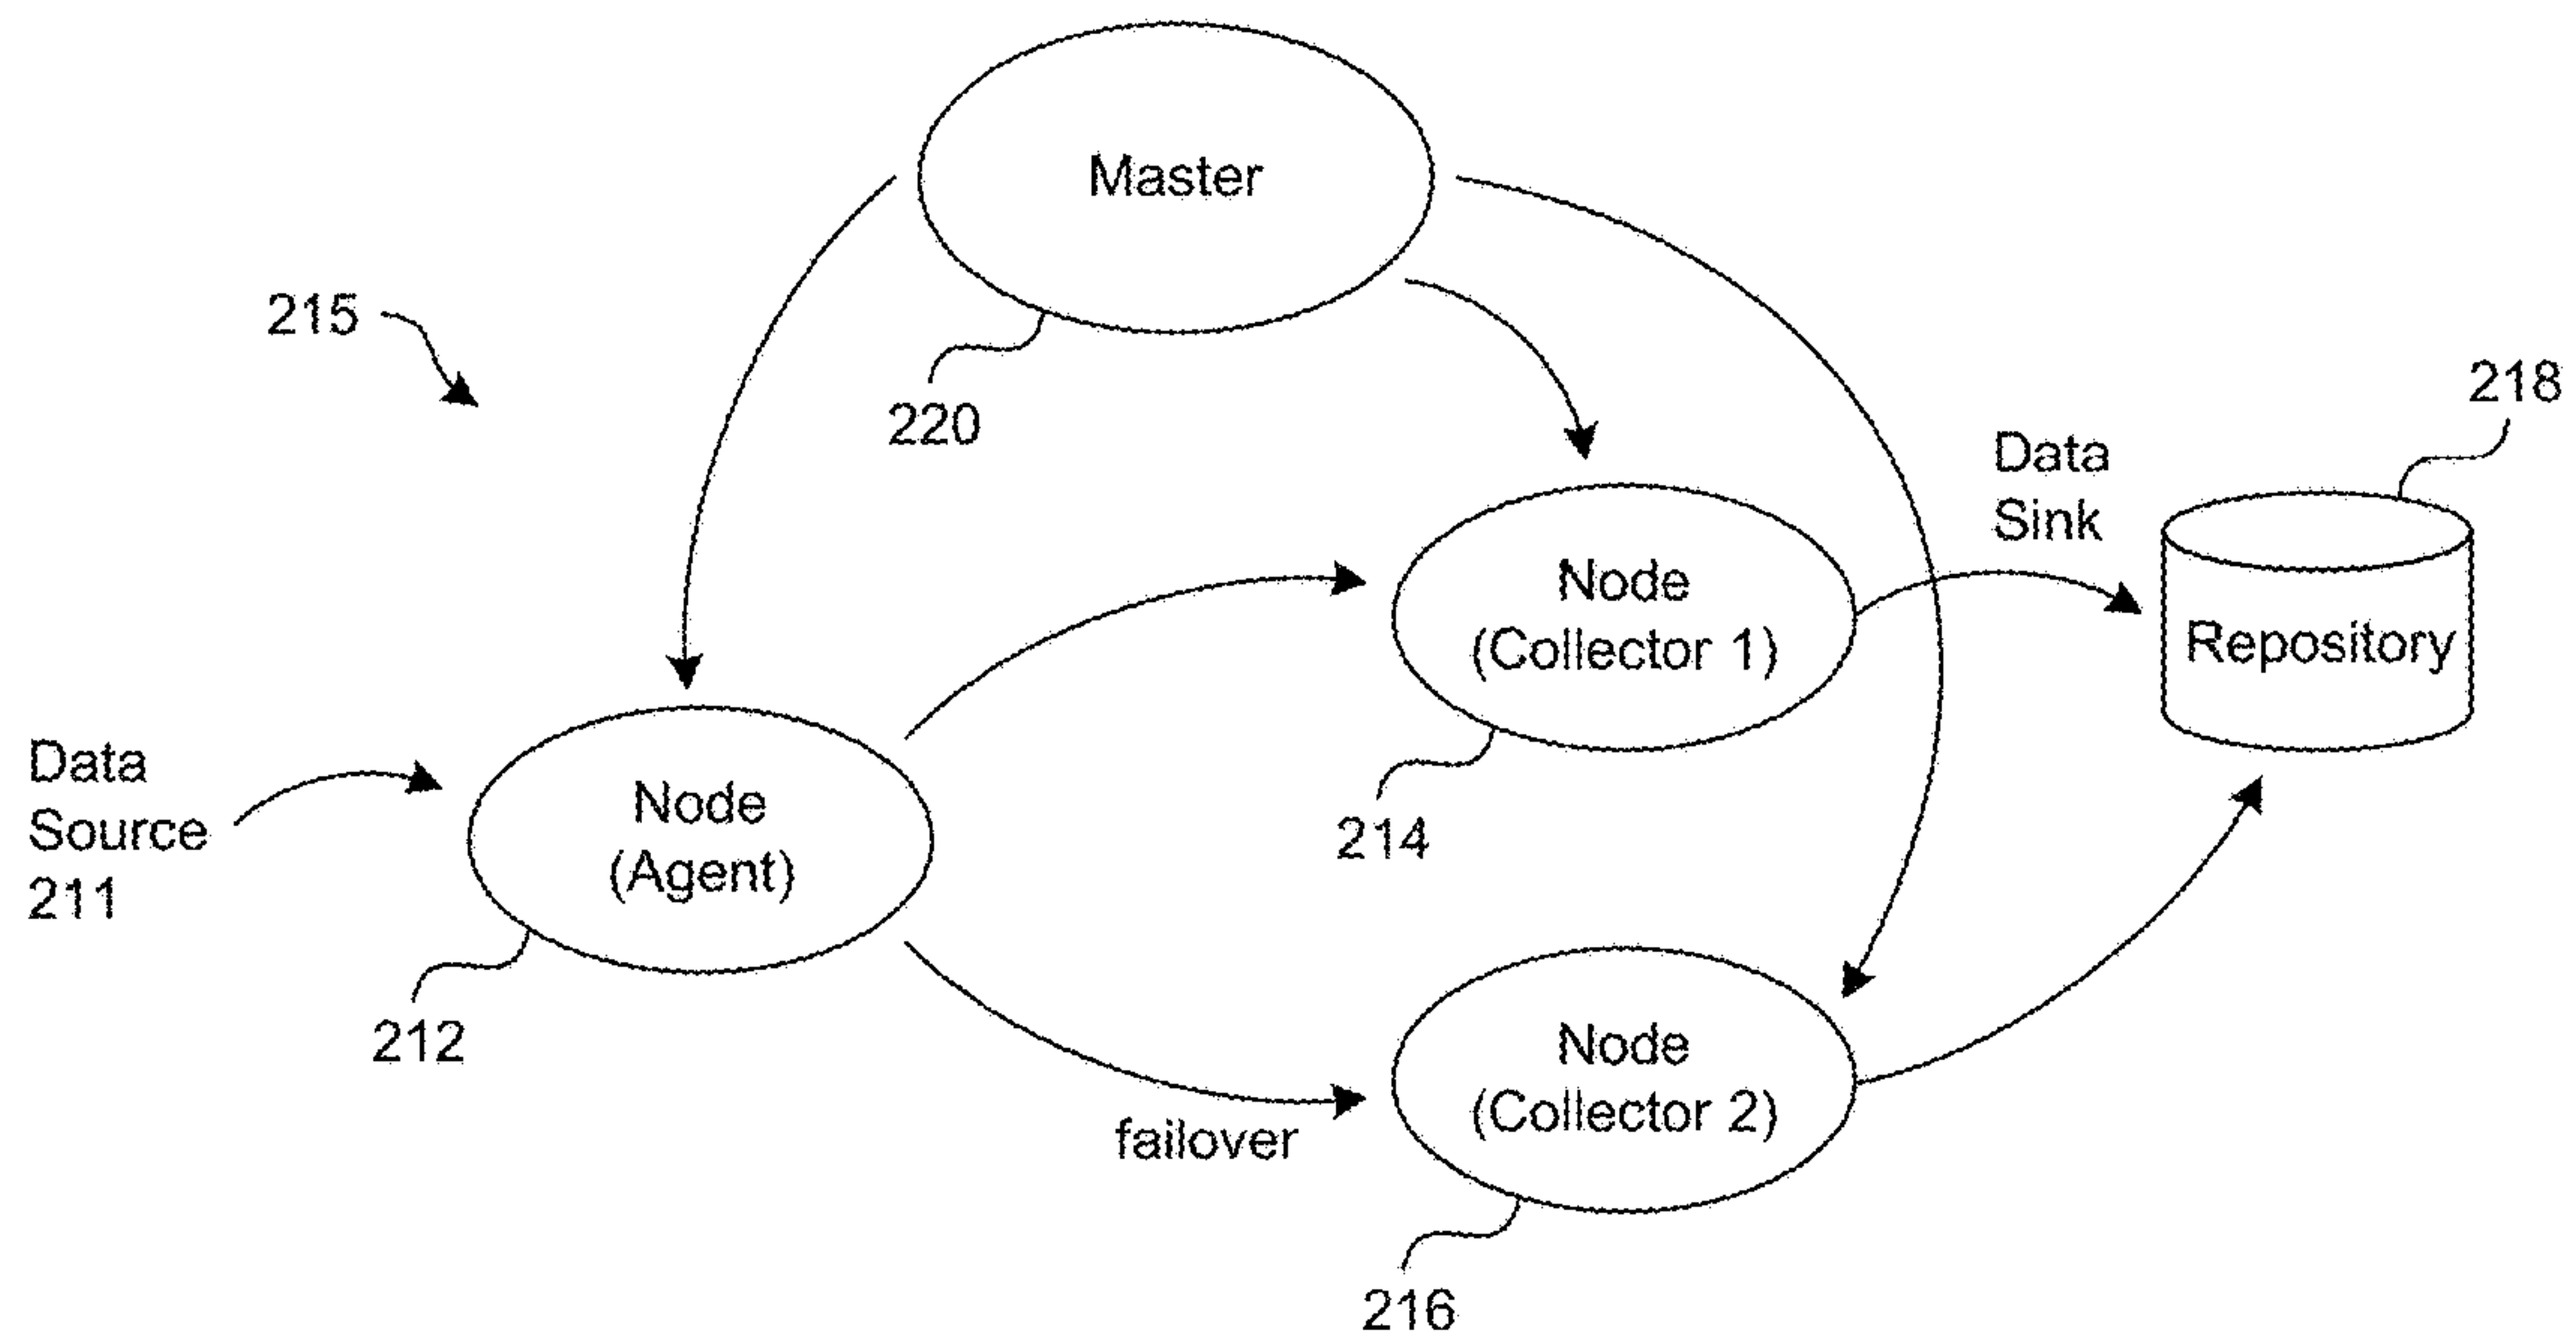 Master
215
220
218
Data
Sink
Node
(Collector 1)
Repository
214
Data
Source
211
Node
(Agent)
212
failover
Node
(Collector 2)
216